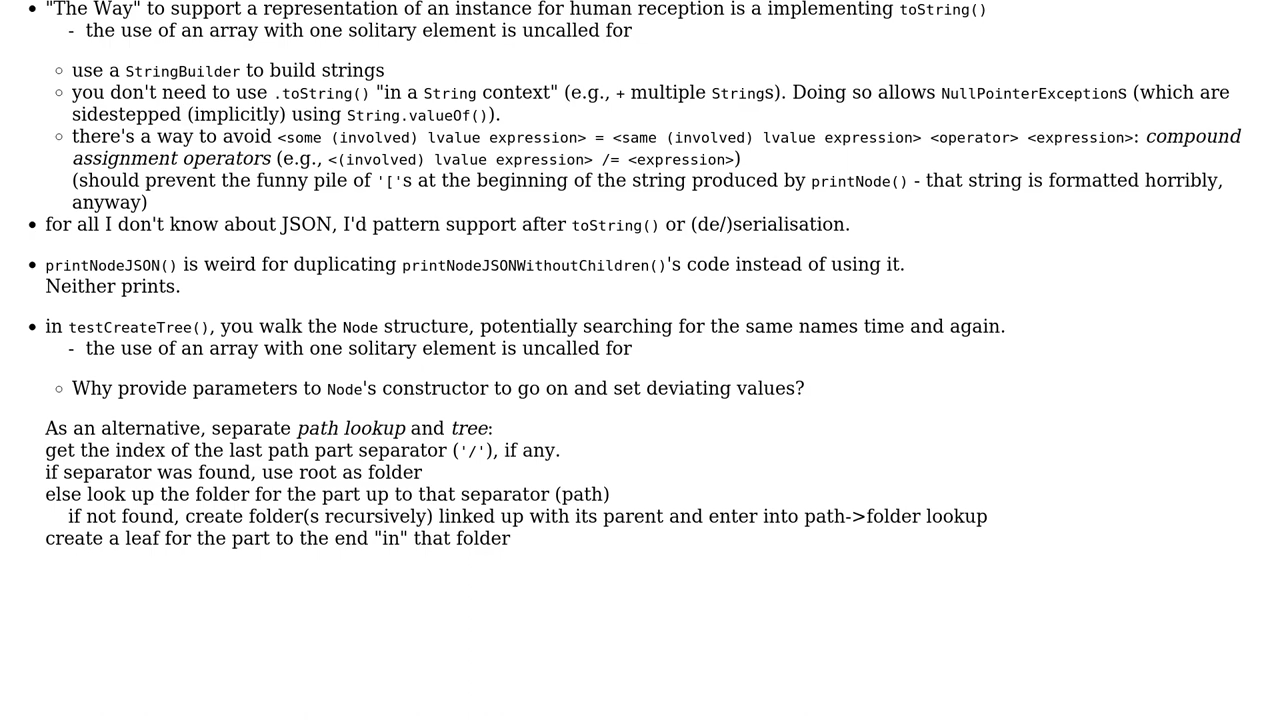 • "The Way" to support a representation of an instance for human reception is a implementing toString()
- the use of an array with one solitary element is uncalled for
◦ use a StringBuilder to build strings
◦ you don't need to use .toString() "in a String context" (e.g., + multiple Strings). Doing so allows NullPointerExceptions (which are
sidestepped (implicitly) using String.valueOf()).
◦ there's a way to avoid <some (involved) lvalue expression> = <same (involved) lvalue expression> <operator> <expression>: compound
assignment operators (e.g., <(involved) lvalue expression> /= <expression>)
(should prevent the funny pile of '['s at the beginning of the string produced by printNode() - that string is formatted horribly,
anyway)
• for all I don't know about JSON, I'd pattern support after toString() or (de/)serialisation.
• printNodeJSON() is weird for duplicating printNodeJSONWithoutChildren()'s code instead of using it.
Neither prints.
• in testCreateTree(), you walk the Node structure, potentially searching for the same names time and again.
- the use of an array with one solitary element is uncalled for
◦ Why provide parameters to Node's constructor to go on and set deviating values?
As an alternative, separate path lookup and tree:
get the index of the last path part separator ('/'), if any.
if separator was found, use root as folder
else look up the folder for the part up to that separator (path)
if not found, create folder(s recursively) linked up with its parent and enter into path->folder lookup
create a leaf for the part to the end "in" that folder